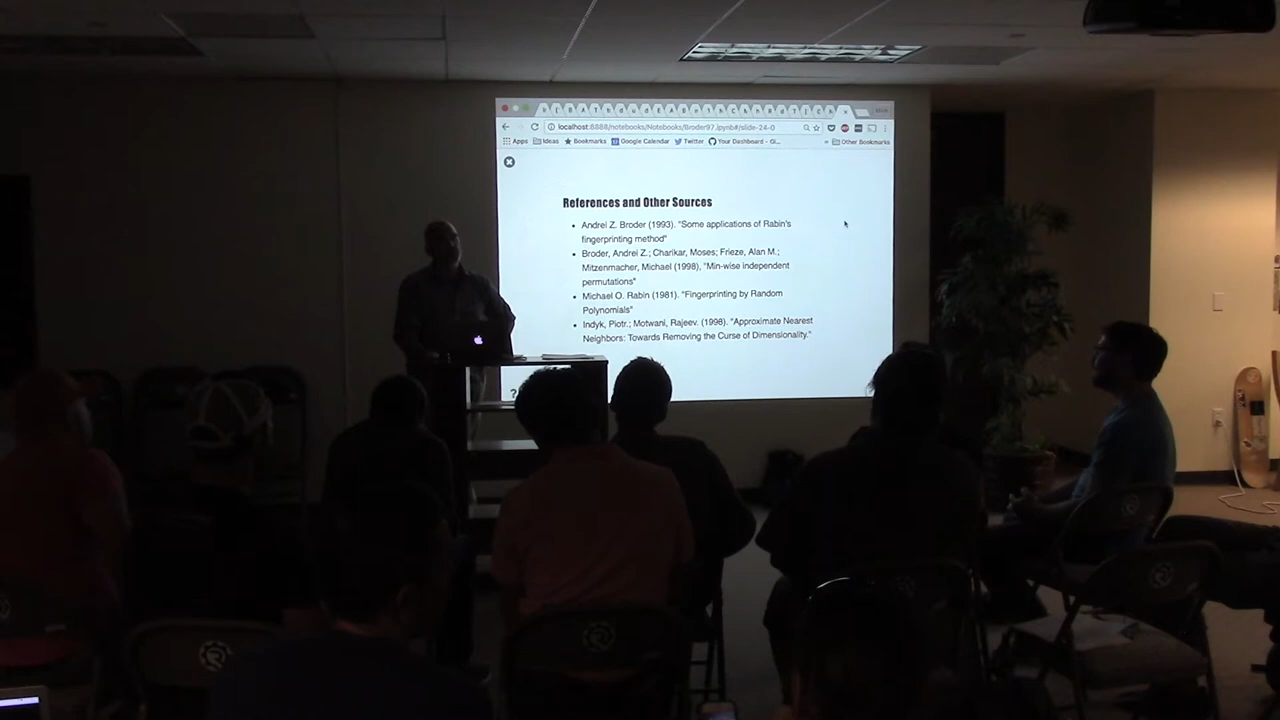 localhost:8888/notebooks/Notebooks/Broder97.ipynb#/slide-24-0
Apps Ideas Bookmarks Google Calendar Twitter Your Dashboard - Gi... Other Bookmarks
References and Other Sources
• Andrei Z. Broder (1993). "Some applications of Rabin's
fingerprinting method"
• Broder, Andrei Z.; Charikar, Moses; Frieze, Alan M.;
Mitzenmacher, Michael (1998), "Min-wise independent
permutations"
• Michael O. Rabin (1981). "Fingerprinting by Random
Polynomials"
• Indyk, Piotr.; Motwani, Rajeev. (1998). "Approximate Nearest
Neighbors: Towards Removing the Curse of Dimensionality."
?